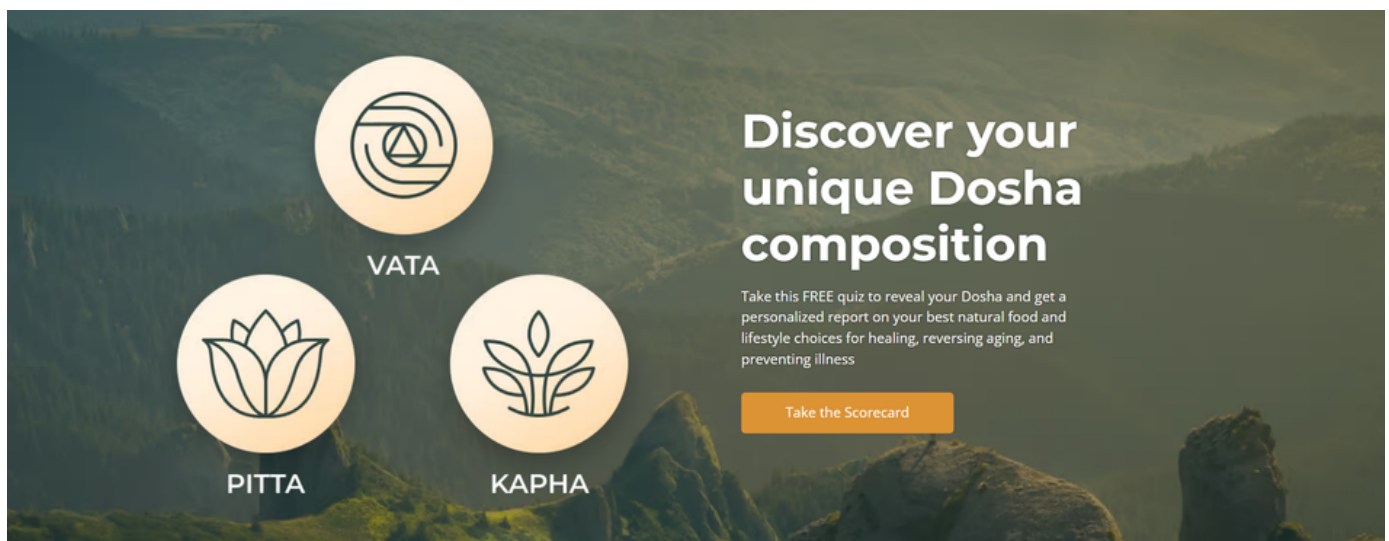 VATA
PITTA
KAPHA
Discover your
unique Dosha
composition
Take this FREE quiz to reveal your Dosha and get a
personalized report on your best natural food and
lifestyle choices for healing, reversing aging, and
preventing illness
Take the Scorecard